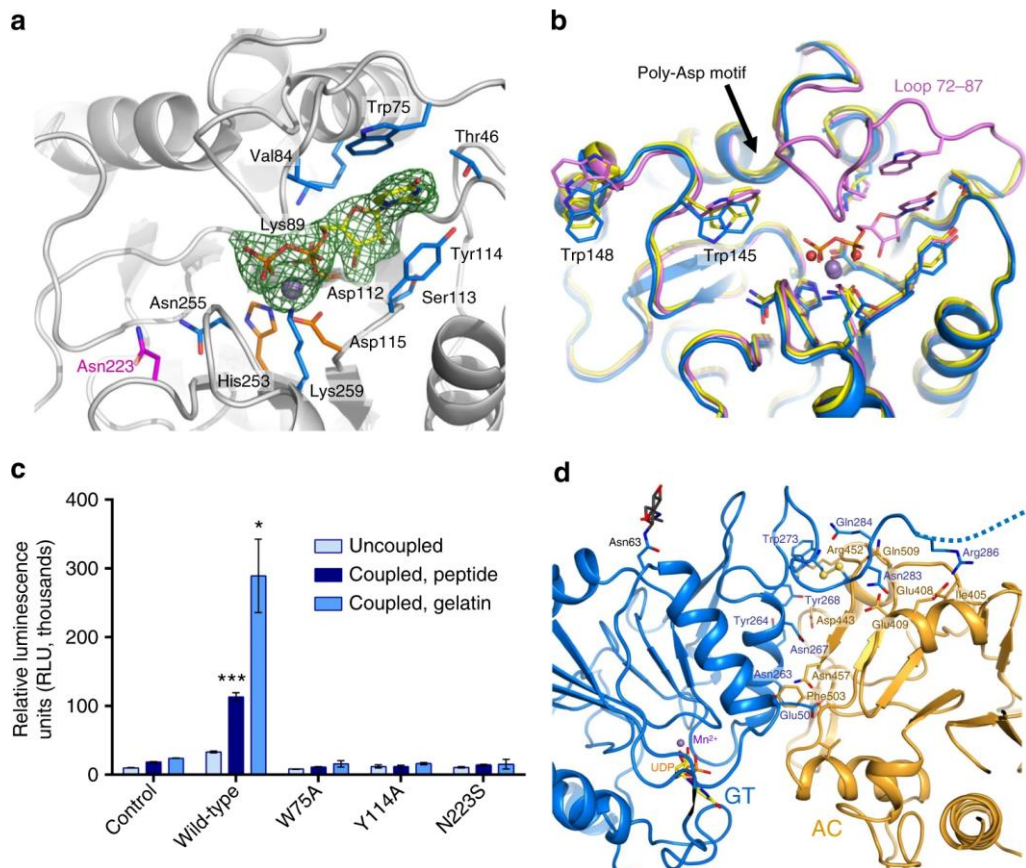 a
Trp75
Thr46
Val84
Lys89
Tyr114
Asp112
Ser113
Asn255
Asp115
Asn223
His253
Lys259
b
Poly-Asp motif
Loop 72–87
Trp148
Trp145
c
Relative luminescence
units (RLU, thousands)
400
300
200
100
0
Uncoupled
Coupled, peptide
Coupled, gelatin
***
*
Control
Wild-type
W75A
Y114A
N223S
d
Asn63
Gln284
Trp273
Arg452
Gln509
Arg286
Asn283
Tyr268
Glu408
Ile405
Tyr264
Asp443
Glu409
Asn267
Asn263
Asn457
Phe503
Glu50
Mn2+
UDP
GT
AC